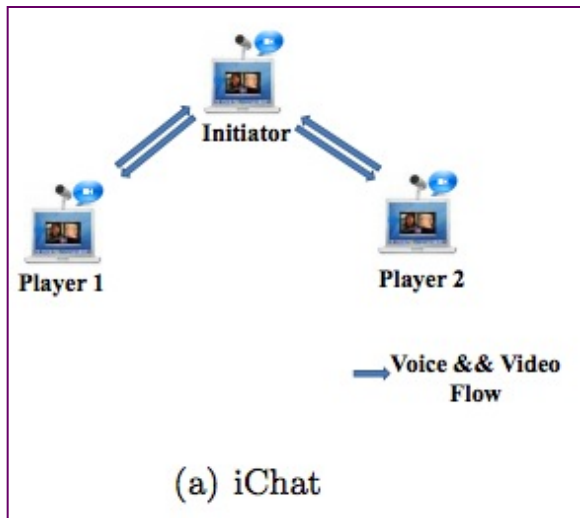 Initiator
Player 1
Player 2
Voice && Video
Flow
(a) iChat